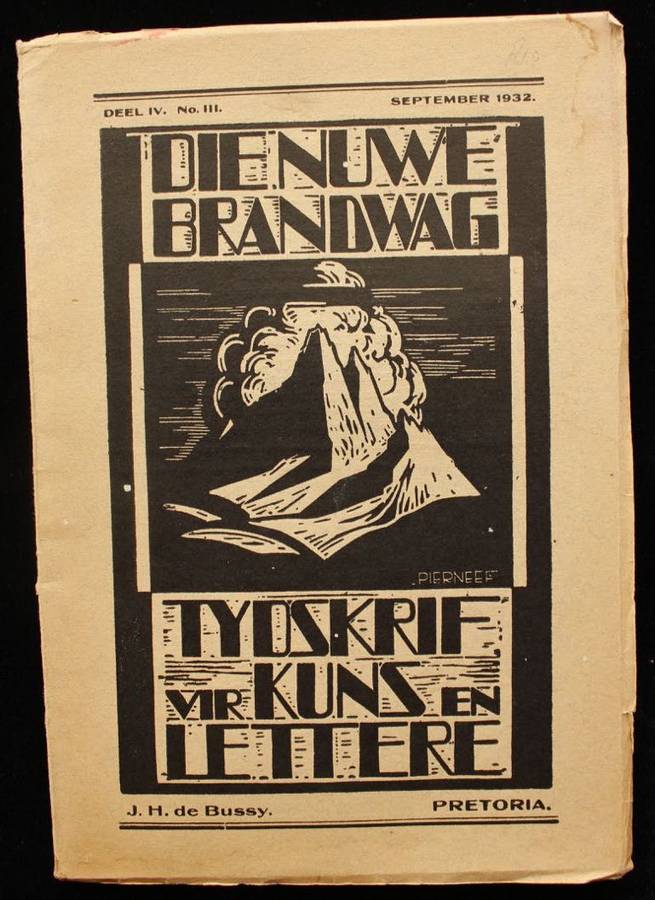 DEEL IV. No. III. SEPTEMBER 1932.
DIE NUWE
BRANDWAG
PIERNEEF
TYDSKRIF
VIR KUNS EN
LETTERE
J. H. de Bussy. PRETORIA.